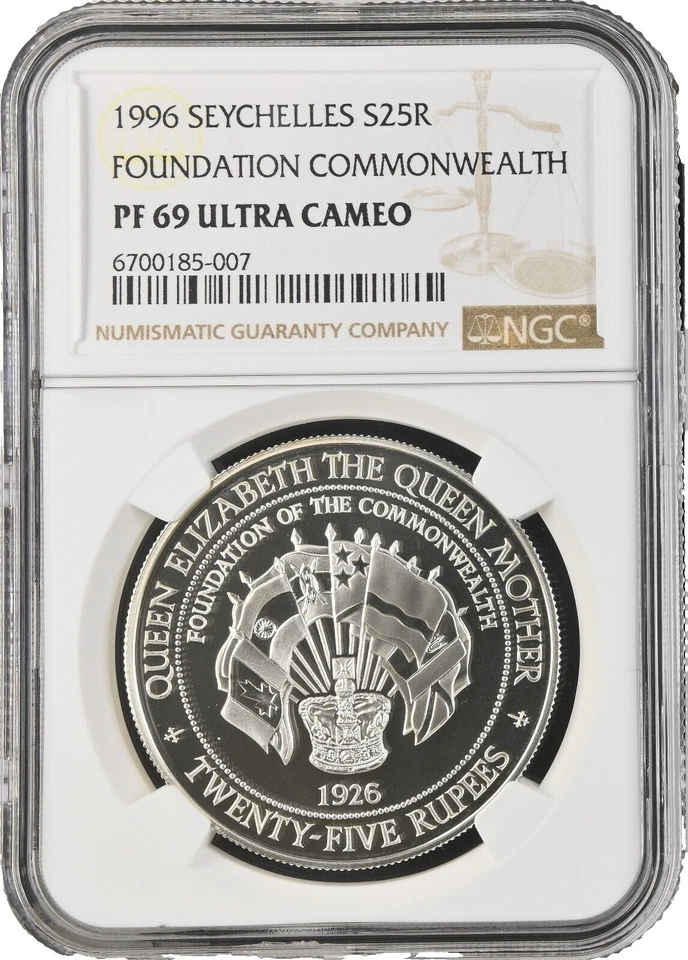 1996 SEYCHELLES S25R
FOUNDATION COMMONWEALTH
PF 69 ULTRA CAMEO
6700185-007
NUMISMATIC GUARANTY COMPANY
NGC®
QUEEN ELIZABETH THE QUEEN MOTHER
FOUNDATION OF THE COMMONWEALTH
1926
TWENTY-FIVE RUPEES